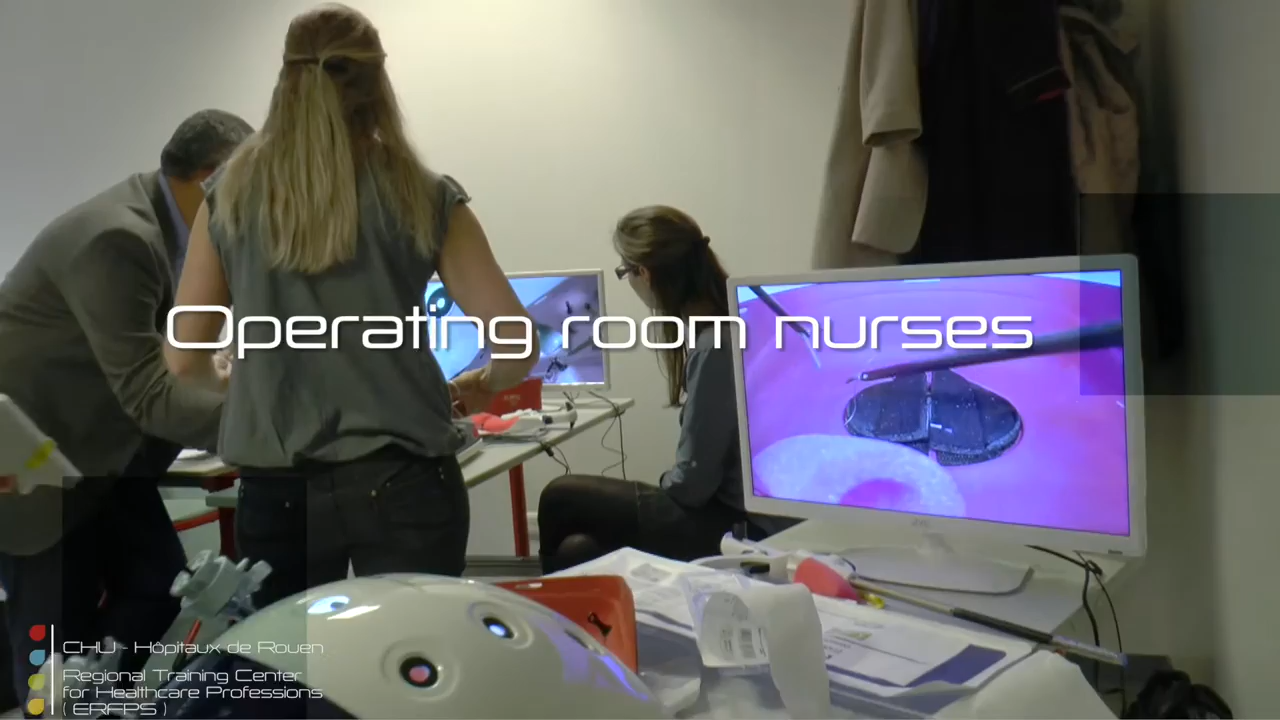 Operating room nurses
CHU - Hôpitaux de Rouen
Regional Training Center
for Healthcare Professions
( ERFPS )